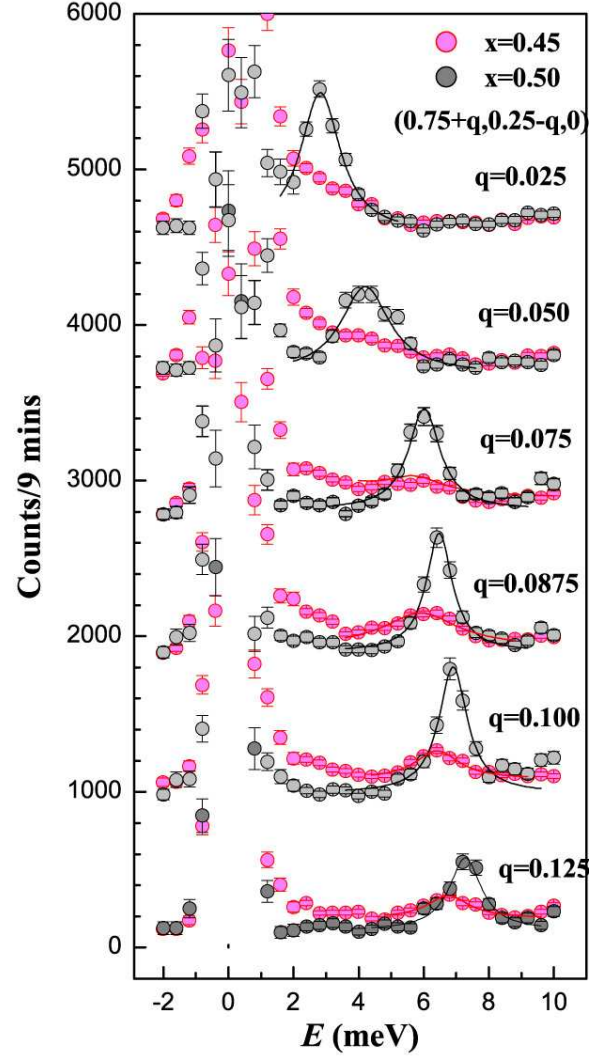 6000
x=0.45
x=0.50
(0.75+q,0.25-q,0)
q=0.025
5000
q=0.050
4000
q=0.075
3000
q=0.0875
2000
q=0.100
1000
q=0.125
0
Counts/9 mins
-2 0 2 4 6 8 10
E (meV)